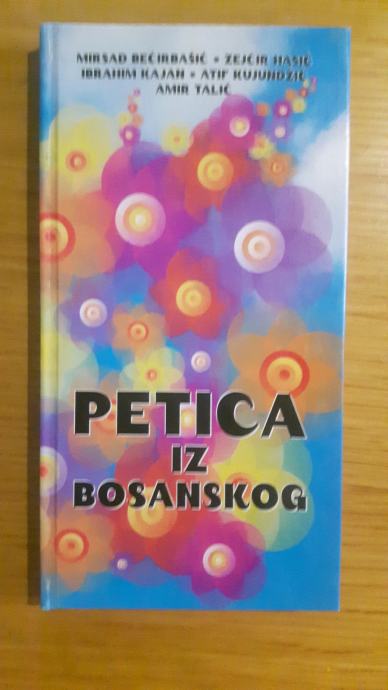 MIRSAD BEĆIRBAŠIĆ • ZEJĆIR HASIĆ
IBRAHIM KAJAN • ATIF KUJUNDŽIĆ
AMIR TALIĆ
PETICA
IZ
BOSANSKOG